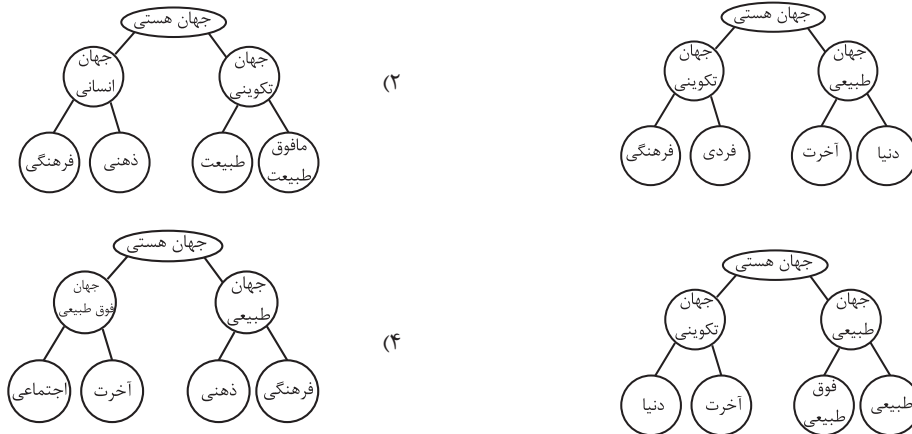 جهان هستی
جهان
طبیعی
جهان
تکوینی
دنیا
آخرت
فردی
فرهنگی
۲)
جهان هستی
جهان
تکوینی
جهان
انسانی
مافوق
طبیعت
طبیعت
ذهنی
فرهنگی
جهان هستی
جهان
طبیعی
جهان
تکوینی
طبیعی
فوق
طبیعی
آخرت
دنیا
۴)
جهان هستی
جهان
طبیعی
جهان
فوق طبیعی
فرهنگی
ذهنی
آخرت
اجتماعی